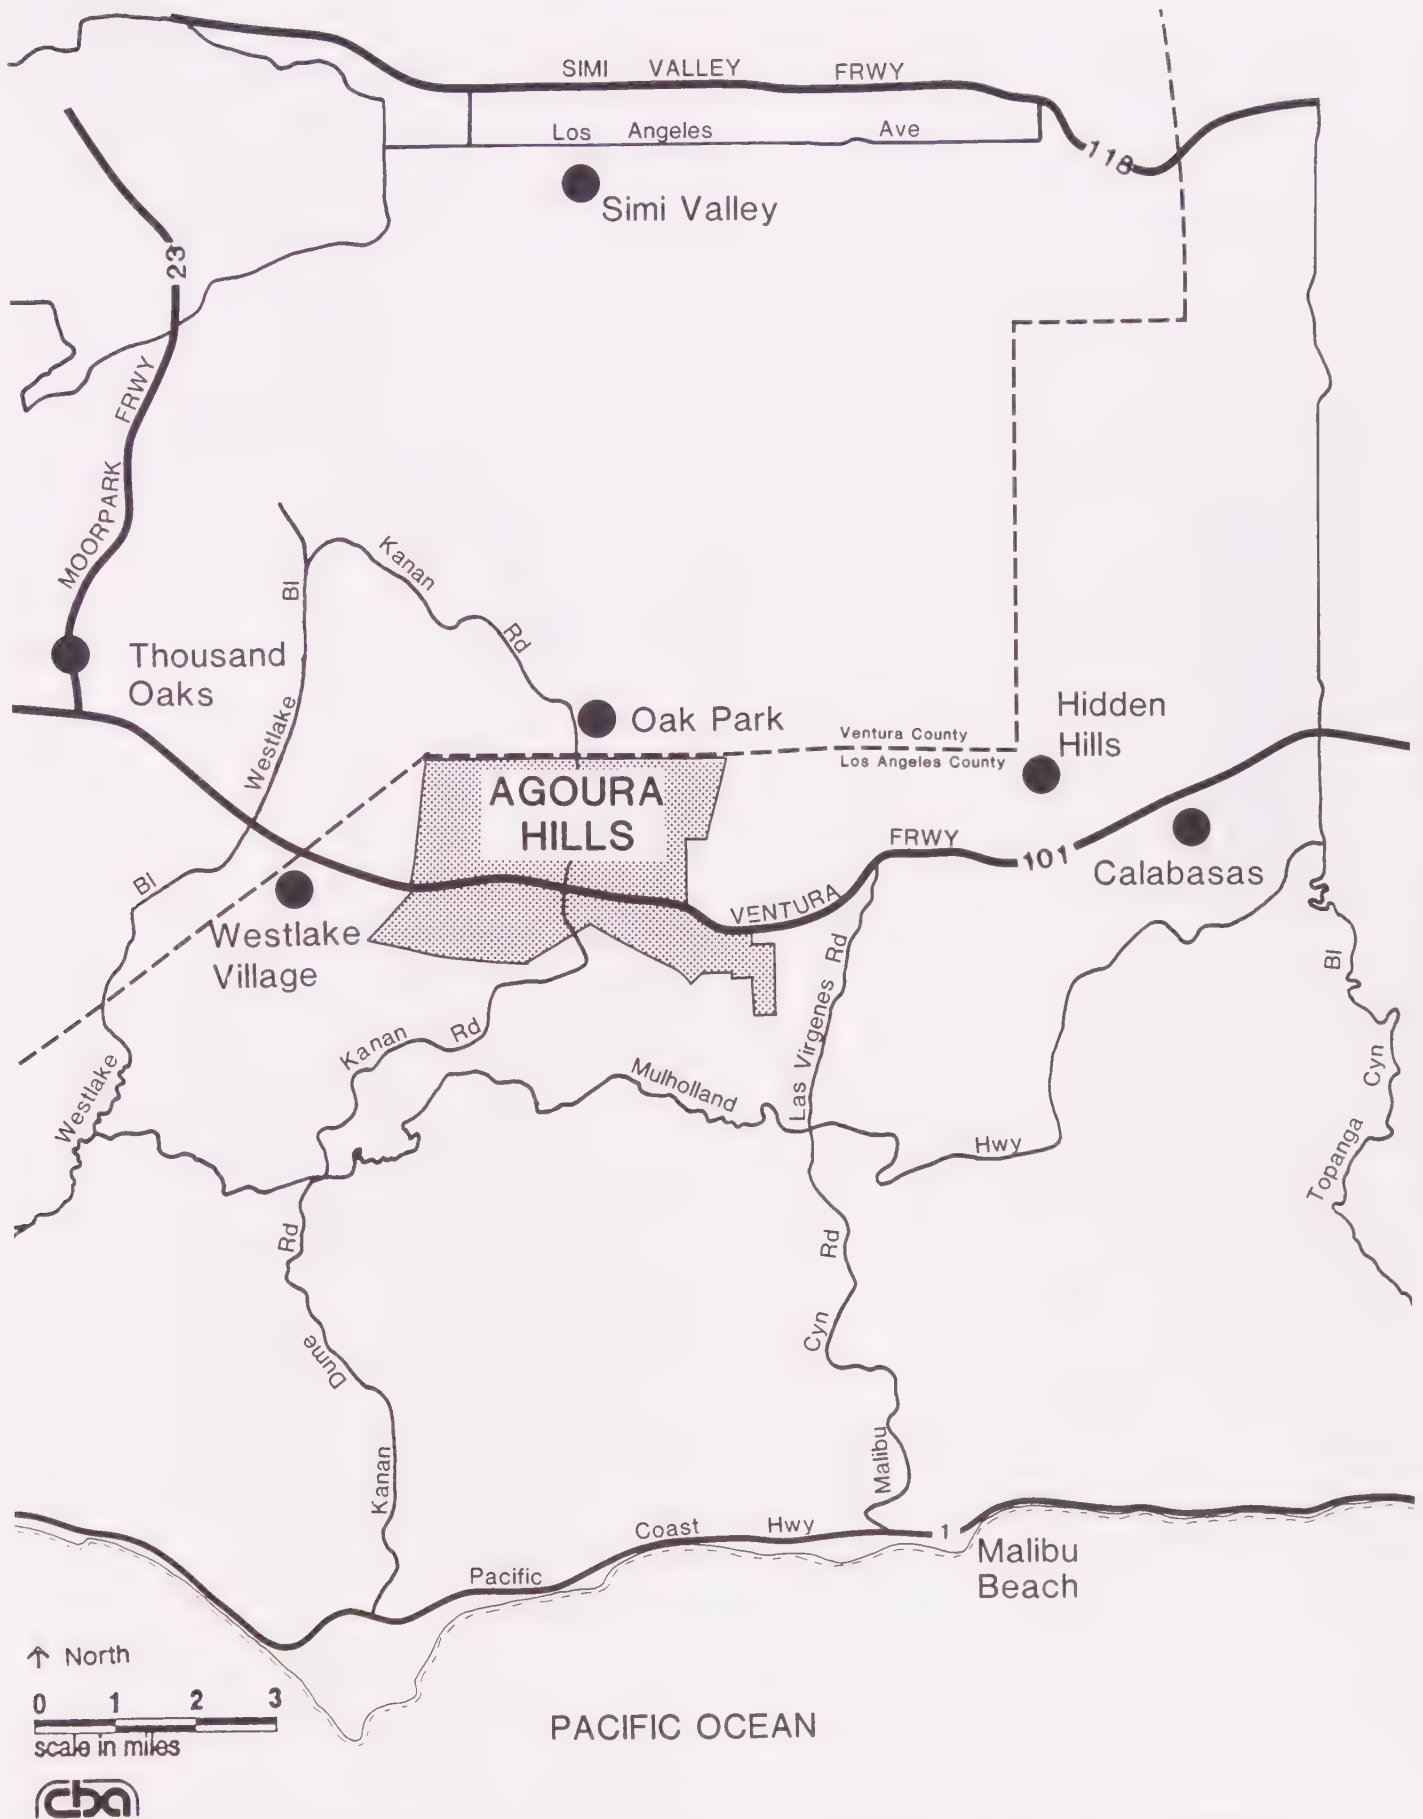 SIMI VALLEY FRWY
Los Angeles Ave
118
Simi Valley
23
MOORPARK FRWY
Kanan Rd
Westlake Bl
Thousand
Oaks
Oak Park
Hidden
Hills
Ventura County
Los Angeles County
AGOURA
HILLS
VENTURA FRWY
101
Calabasas
Westlake
Village
Westlake Bl
Kanan Rd
Las Virgenes Rd
Mulholland Hwy
Topanga Cyn Bl
Kanan Dume Rd
Malibu Cyn Rd
Pacific Coast Hwy
1
Malibu
Beach
North
0 1 2 3
scale in miles
PACIFIC OCEAN
cba